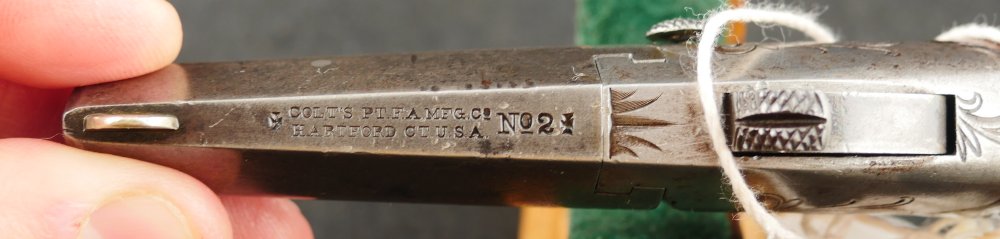 COLT'S PT. F.A. MFG. Co
HARTFORD CT. U.S.A. No 2